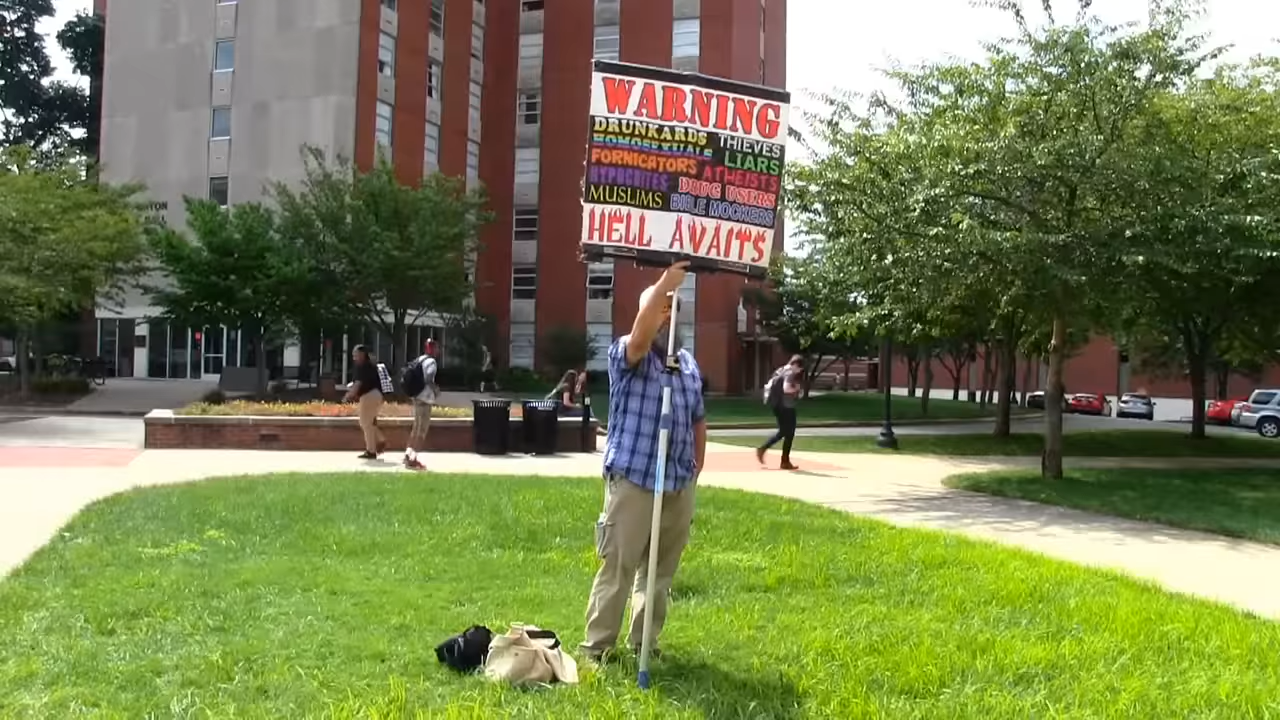 WARNING
DRUNKARDS THIEVES
HOMOSEXUALS LIARS
FORNICATORS ATHEISTS
HYPOCRITES DRUG USERS
MUSLIMS BIBLE MOCKERS
HELL AWAITS